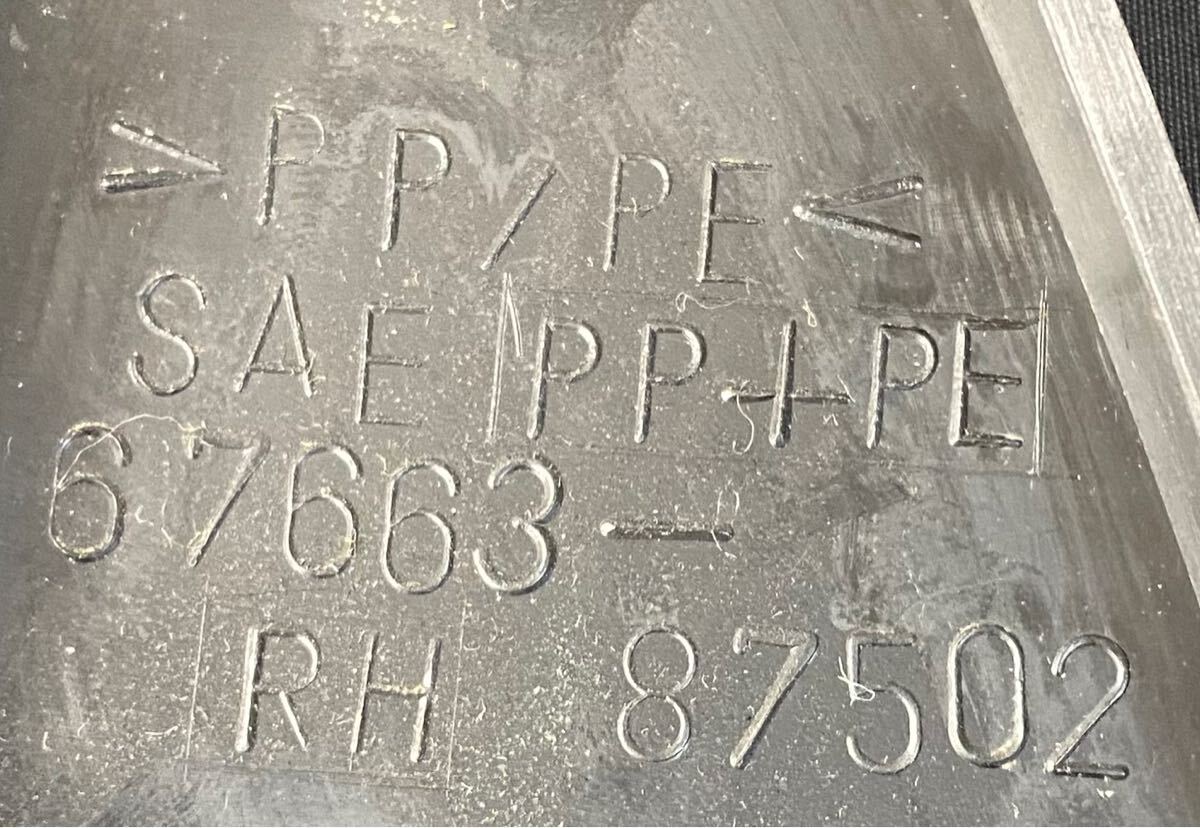 >PP/PE<
SAE PP+PE
67663-
RH 87502